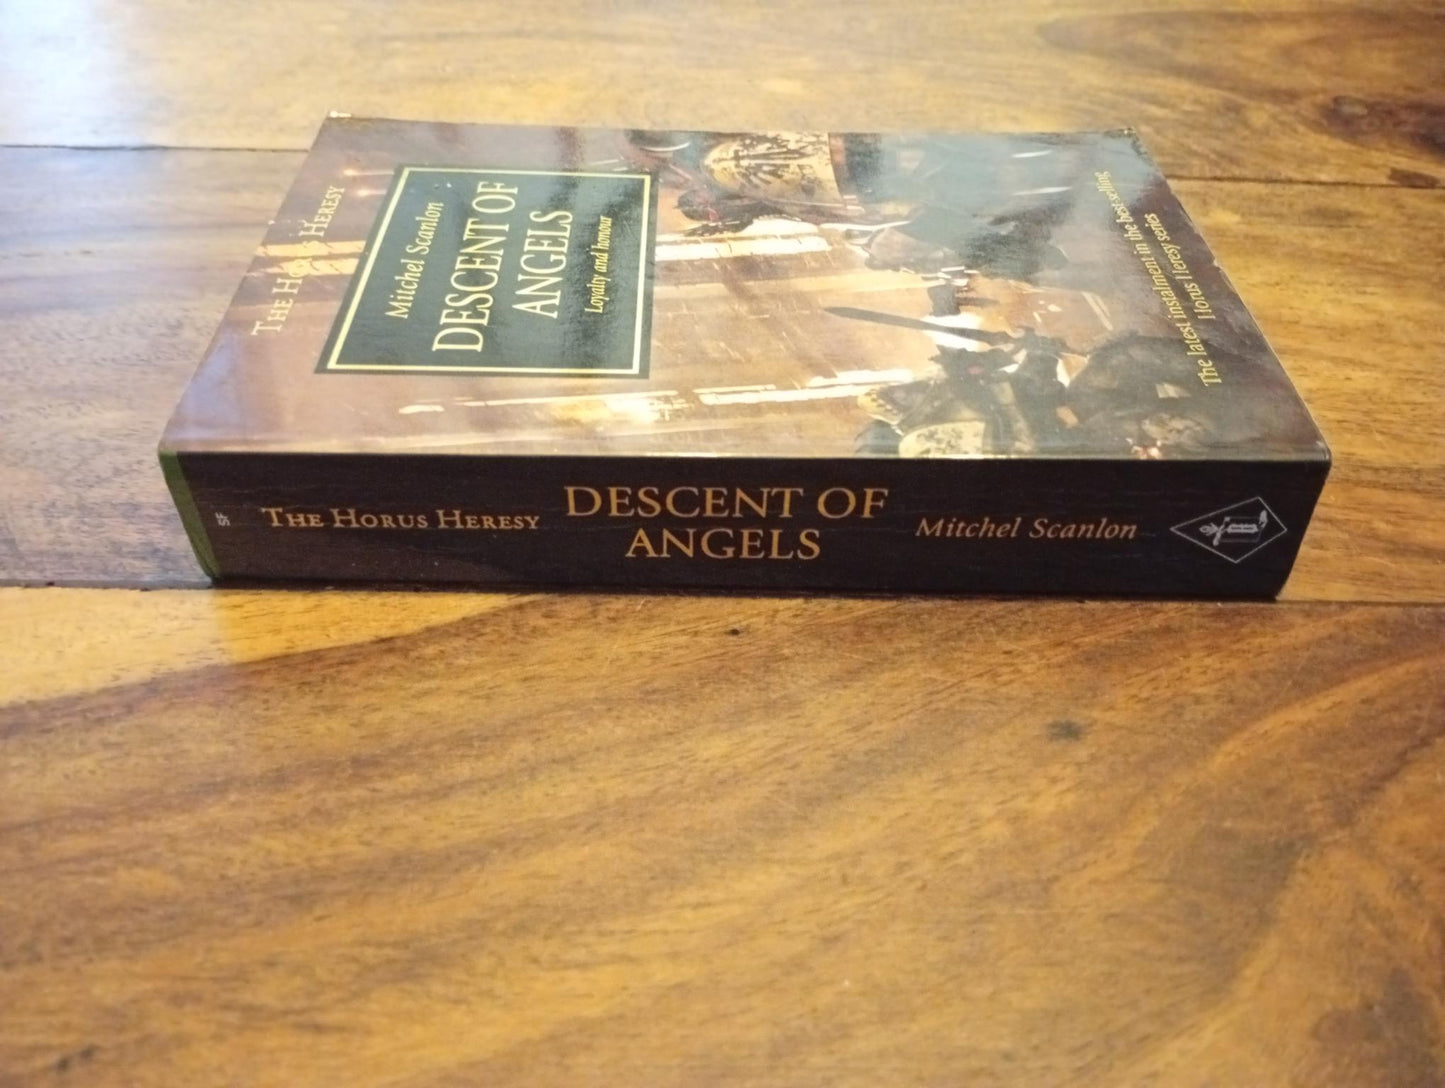 THE HORUS HERESY
Mitchel Scanlon
DESCENT OF
ANGELS
Loyalty and honour
The latest instalment in the best-selling
Horus Heresy series
SF
THE HORUS HERESY
DESCENT OF
ANGELS
Mitchel Scanlon